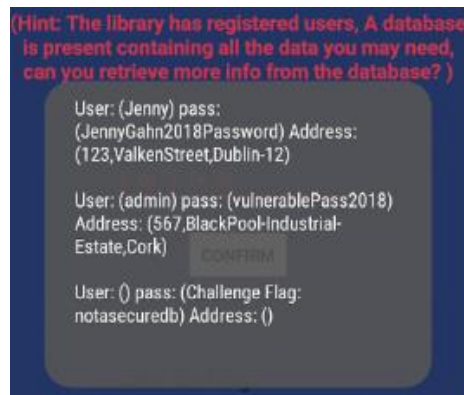 (Hint: The library has registered users, A database
is present containing all the data you may need,
can you retrieve more info from the database? )
User: (Jenny) pass:
(JennyGahn2018Password) Address:
(123,ValkenStreet,Dublin-12)
User: (admin) pass: (vulnerablePass2018)
Address: (567,BlackPool-Industrial-
Estate,Cork)
CONFIRM
User: () pass: (Challenge Flag:
notasecuredb) Address: ()